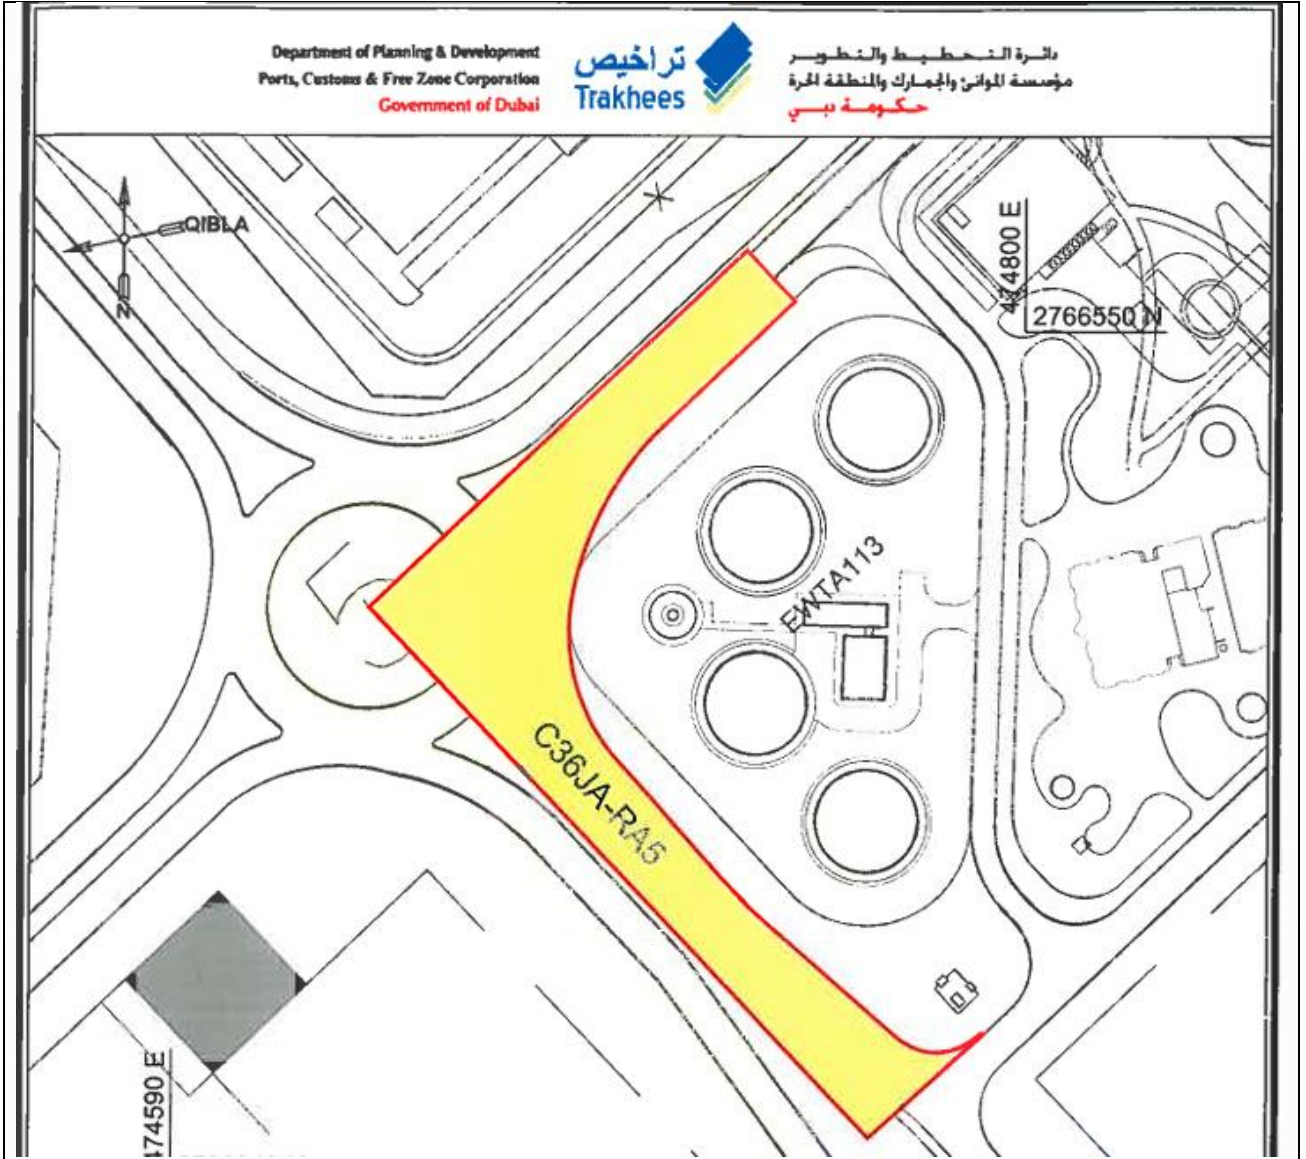 Department of Planning & Development
Ports, Customs & Free Zone Corporation
Government of Dubai
تراخيص
Trakhees
دائرة التخطيط والتطوير
مؤسسة الموانئ والجمارك والمنطقة الحرة
حكومة دبي
QIBLA
N
474800 E
2766550 N
EWTA113
C36JA-RA5
474590 E